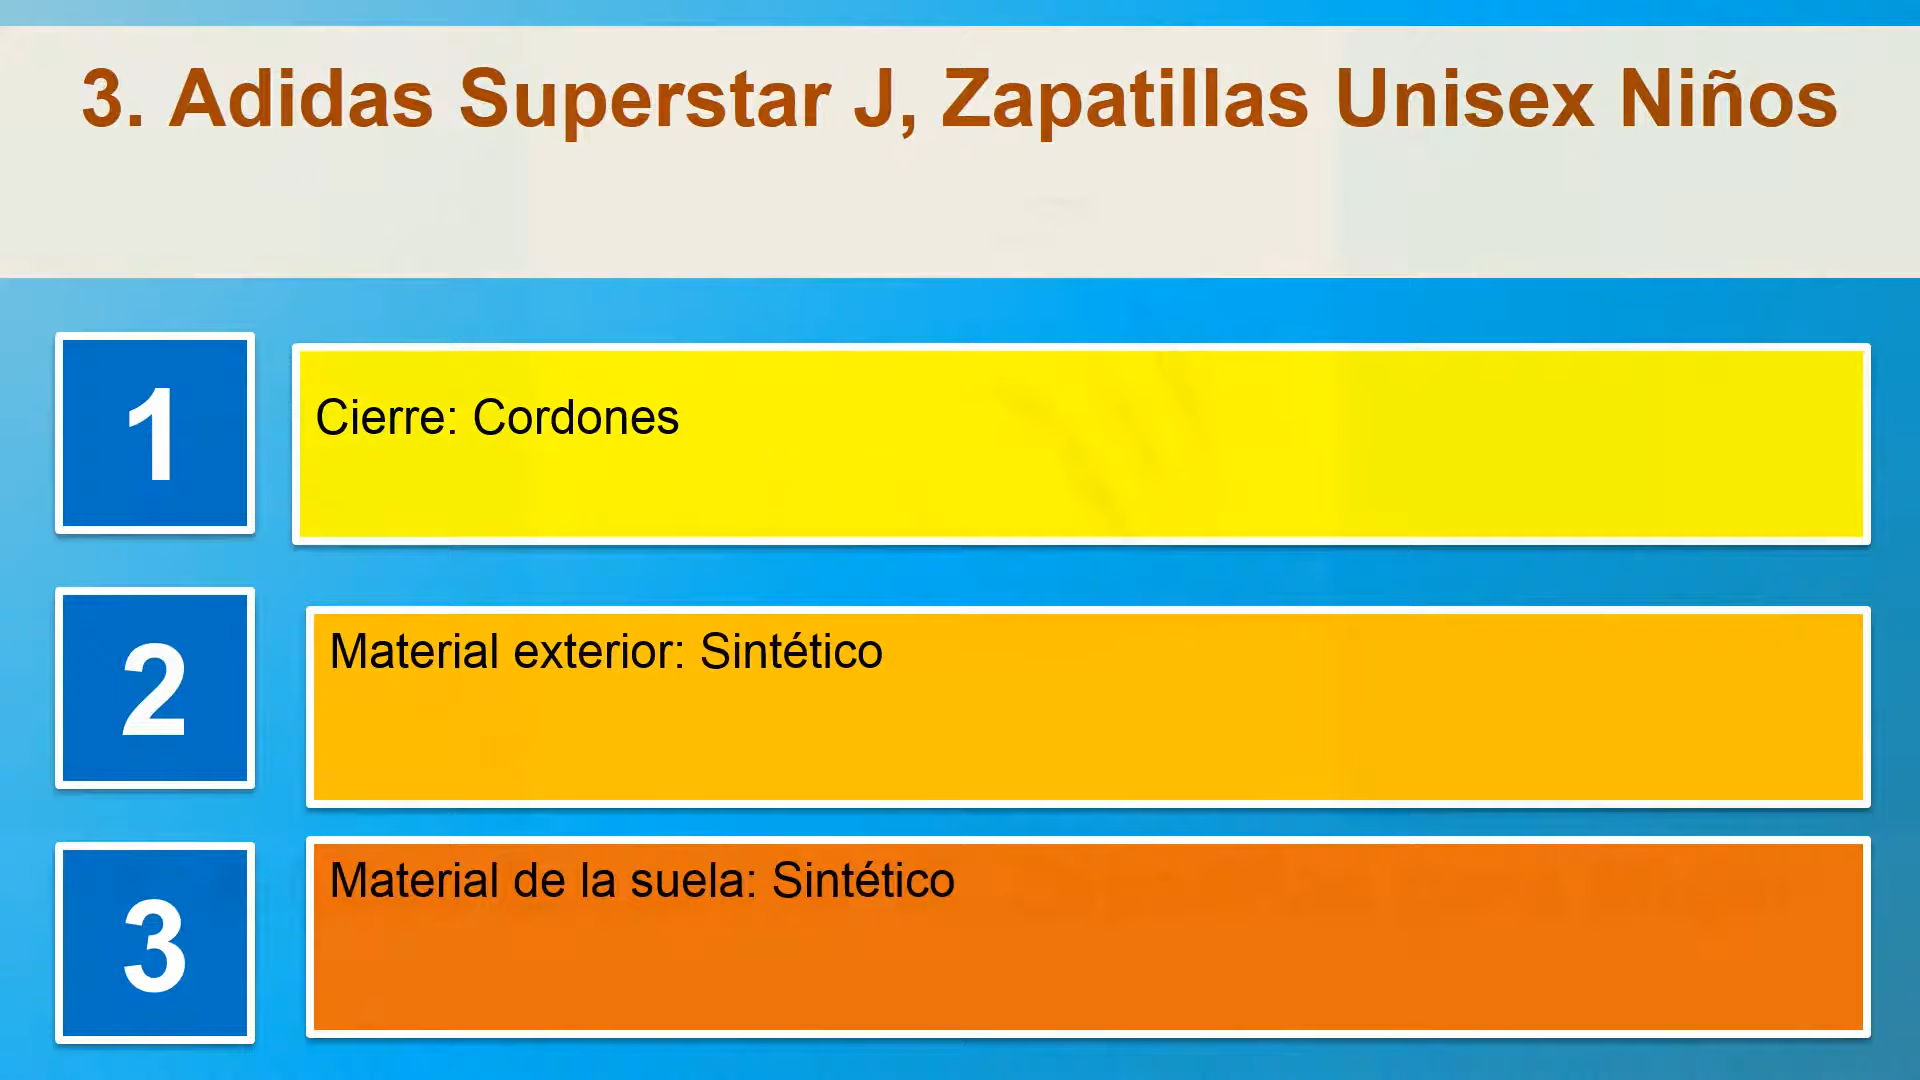 3. Adidas Superstar J, Zapatillas Unisex Niños
1
Cierre: Cordones
2
Material exterior: Sintético
3
Material de la suela: Sintético